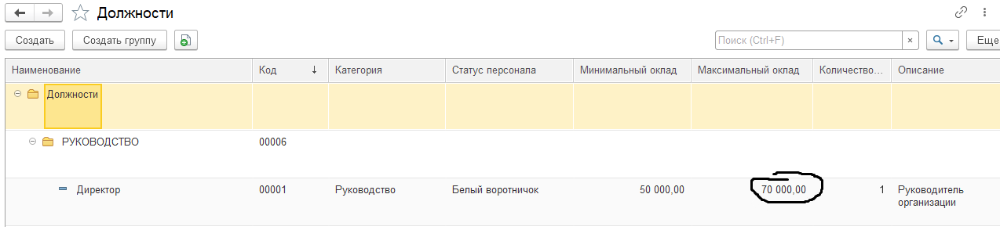 Должности
Создать Создать группу Поиск (Ctrl+F) × Еще
Наименование Код ↓ Категория Статус персонала Минимальный оклад Максимальный оклад Количество... Описание
Должности
РУКОВОДСТВО 00006
Директор 00001 Руководство Белый воротничок 50 000,00 70 000,00 1 Руководитель
организации